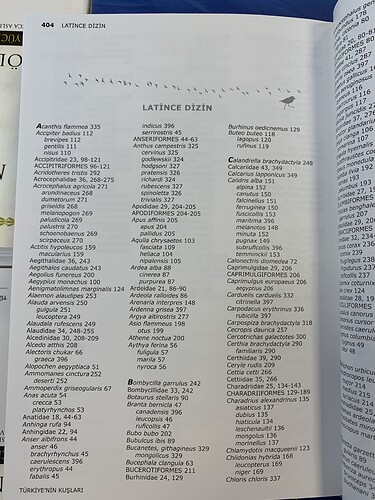 404 LATİNCE DİZİN
LATİNCE DİZİN
Acanthis flammea 335
Accipiter badius 112
brevipes 112
gentilis 111
nisus 110
Accipitridae 23, 98-121
ACCIPITRIFORMES 96-121
Acridotheres tristis 292
Acrocephalidae 36, 268-275
Acrocephalus agricola 271
arundinaceus 268
dumetorum 271
griseldis 268
melanopogon 269
paludicola 269
palustris 270
schoenobaenus 269
scirpaceus 270
Actitis hypoleucos 159
macularius 159
Aegithalidae 36, 243
Aegithalos caudatus 243
Aegolius funereus 200
Aegypius monachus 100
Aengmatolimnas marginalis 124
Alaemon alaudipes 253
Alauda arvensis 250
gulgula 251
leucoptera 249
Alaudala rufescens 249
Alaudidae 34, 248-255
Alcedinidae 30, 208-209
Alcedo atthis 208
Alectoris chukar 66
graeca 396
Alopochen aegyptiaca 51
Ammomanes cinctura 252
deserti 252
Ammoperdix griseogularis 67
Anas acuta 54
crecca 53
platyrhynchos 53
Anatidae 18, 44-63
Anhinga rufa 94
Anhingidae 22, 94
Anser albifrons 44
anser 46
brachyrhynchus 45
caerulescens 396
erythropus 44
fabalis 45
indicus 396
serrirostris 45
ANSERIFORMES 44-63
Anthus campestris 325
cervinus 325
godlewskii 324
hodgsoni 327
pratensis 326
richardi 324
rubescens 327
spinoletta 326
trivialis 327
Apodidae 29, 204-205
APODIFORMES 204-205
Apus affinis 205
apus 204
pallidus 205
Aquila chrysaetos 103
fasciata 109
heliaca 104
nipalensis 105
Ardea alba 88
cinerea 87
purpurea 87
Ardeidae 21, 86-90
Ardeola ralloides 86
Arenaria interpres 148
Ardenna grisea 397
Argya altirostris 277
Asio flammeus 198
otus 199
Athene noctua 200
Aythya ferina 56
fuligula 57
marila 57
nyroca 56
Bombycilla garrulus 242
Bombycillidae 33, 242
Botaurus stellaris 90
Branta bernicla 47
canadensis 396
leucopsis 46
ruficollis 47
Bubo bubo 202
Bubulcus ibis 89
Bucanetes, githagineus 329
mongolicus 329
Bucephala clangula 63
BUCEROTIFORMES 211
Burhinidae 24, 129
Burhinus oedicnemus 129
Buteo buteo 118
lagopus 120
rufinus 119
Calandrella brachydactyla 248
Calcariidae 43, 349
Calcarius lapponicus 349
Calidris alba 151
alpina 152
canutus 150
falcinellus 151
ferruginea 150
fuscicollis 153
maritima 396
melanotos 148
minuta 152
pugnax 149
subruficollis 396
temminckii 153
Calonectris diomedea 72
Caprimulgidae 29, 206
CAPRIMULGIFORMES 206
Caprimulgus europaeus 206
aegyptius 206
Carduelis carduelis 332
citrinella 397
Carpodacus erythrinus 336
rubicilla 397
Carpospiza brachydactyla 318
Cecropis daurica 257
Cercotrichas galactotes 300
Certhia brachydactyla 290
familiaris 290
Certhiidae 39, 290
Ceryle rudis 209
Cettia cetti 266
Cettiidae 35, 266
Charadriidae 25, 134-143
CHARADRIIFORMES 129-189
Charadrius alexandrinus 135
asiaticus 137
dubius 135
hiaticula 134
leschenaultii 136
mongolus 136
morinellus 137
Chlamydotis macqueenii 123
Chlidonias hybrida 168
leucopterus 169
niger 169
Chloris chloris 337
TÜRKİYE'NİN KUŞLARI